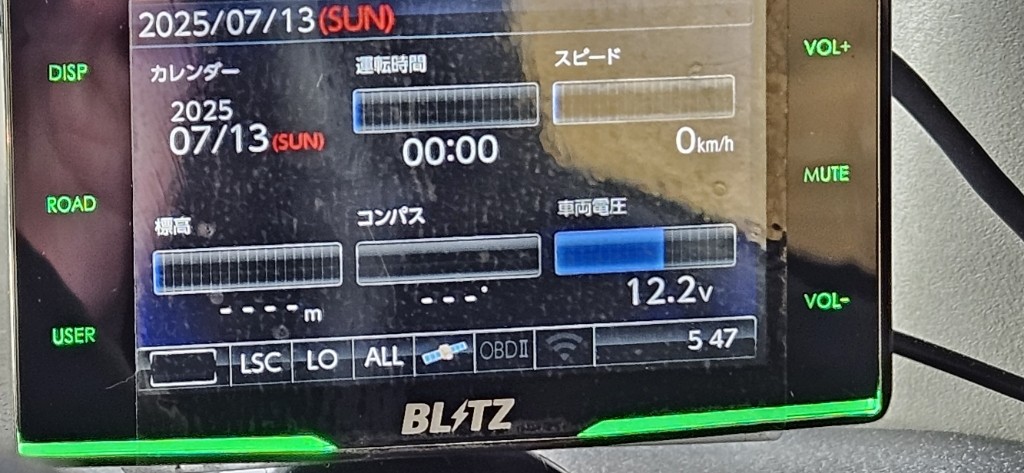 2025/07/13(SUN)
DISP
カレンダー
運転時間
スピード
VOL+
2025
07/13(SUN)
00:00
0km/h
ROAD
標高
コンパス
車両電圧
MUTE
----m
---°
12.2v
USER
VOL-
LSC
LO
ALL
OBDⅡ
5:47
BLITZ